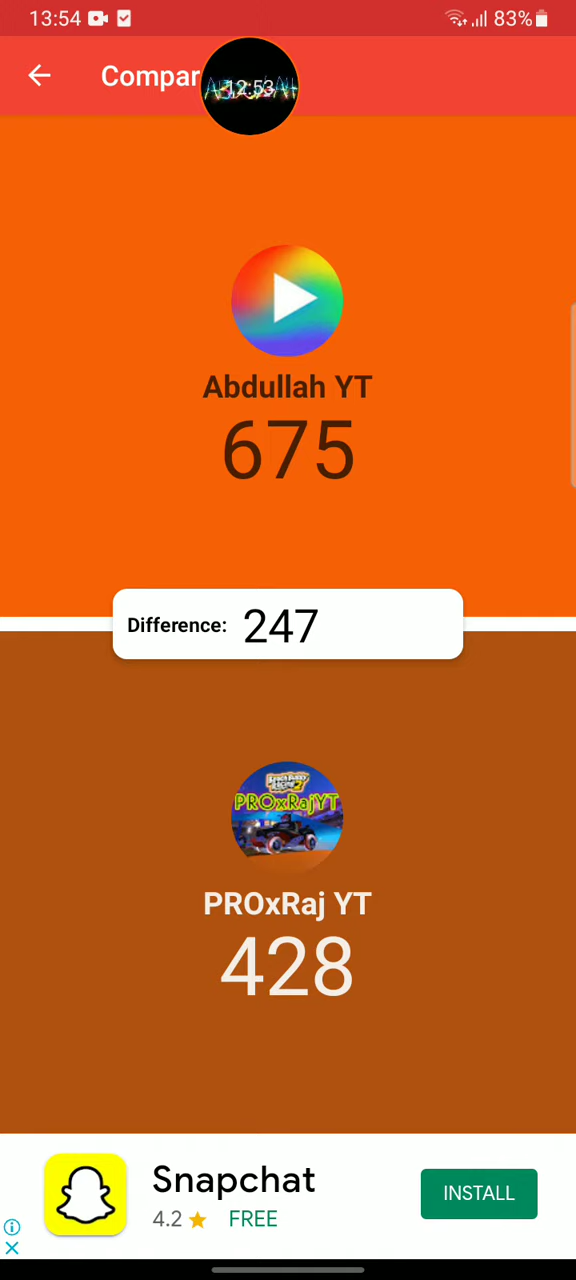 13:54 83%
Compar
12:53
Abdullah YT
675
Difference: 247
PROxRajYT
PROxRaj YT
428
Snapchat
4.2 FREE
INSTALL